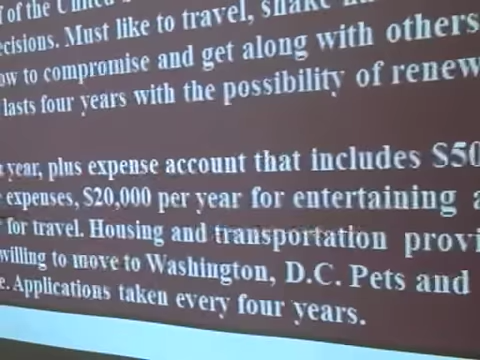 of the United
ecisions. Must like to travel, shake
ow to compromise and get along with others
lasts four years with the possibility of renew
year, plus expense account that includes $50
expenses, $20,000 per year for entertaining
for travel. Housing and transportation provi
willing to move to Washington, D.C. Pets and
e. Applications taken every four years.